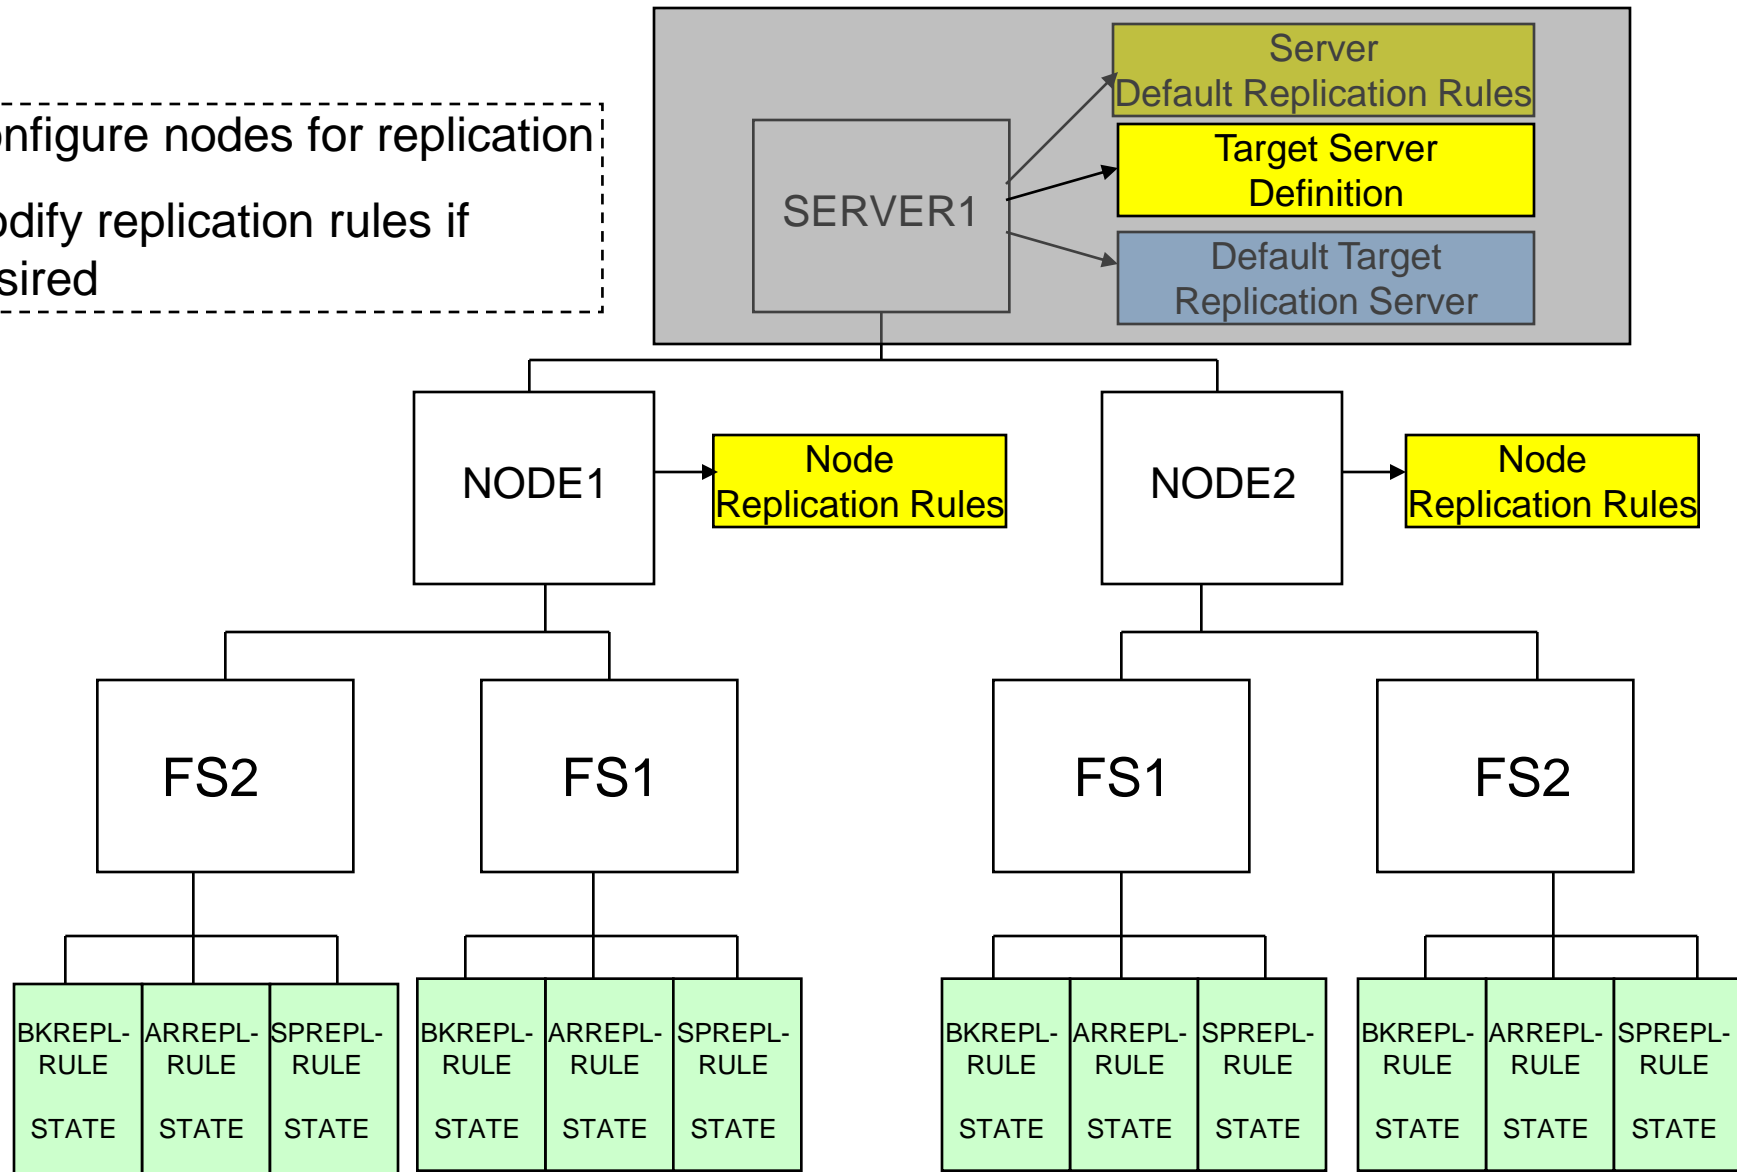 Server
Default Replication Rules
onfigure nodes for replication
odify replication rules if
sired
SERVER1
Target Server
Definition
Default Target
Replication Server
NODE1
Node
Replication Rules
NODE2
Node
Replication Rules
FS2
FS1
FS1
FS2
BKREPL-
RULE
STATE
ARREPL-
RULE
STATE
SPREPL-
RULE
STATE
BKREPL-
RULE
STATE
ARREPL-
RULE
STATE
SPREPL-
RULE
STATE
BKREPL-
RULE
STATE
ARREPL-
RULE
STATE
SPREPL-
RULE
STATE
BKREPL-
RULE
STATE
ARREPL-
RULE
STATE
SPREPL-
RULE
STATE